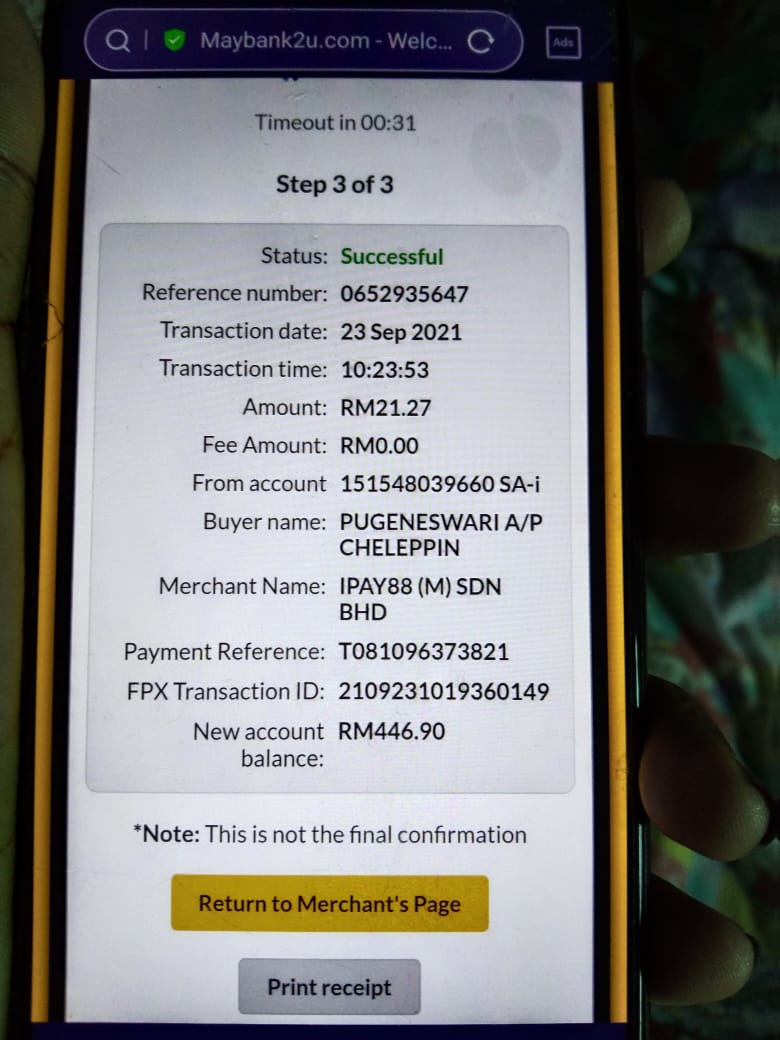 Maybank2u.com - Welc...
Ads
Timeout in 00:31
Step 3 of 3
Status: Successful
Reference number: 0652935647
Transaction date: 23 Sep 2021
Transaction time: 10:23:53
Amount: RM21.27
Fee Amount: RM0.00
From account 151548039660 SA-i
Buyer name: PUGENESWARI A/P
CHELEPPIN
Merchant Name: IPAY88 (M) SDN
BHD
Payment Reference: T081096373821
FPX Transaction ID: 2109231019360149
New account RM446.90
balance:
*Note: This is not the final confirmation
Return to Merchant's Page
Print receipt